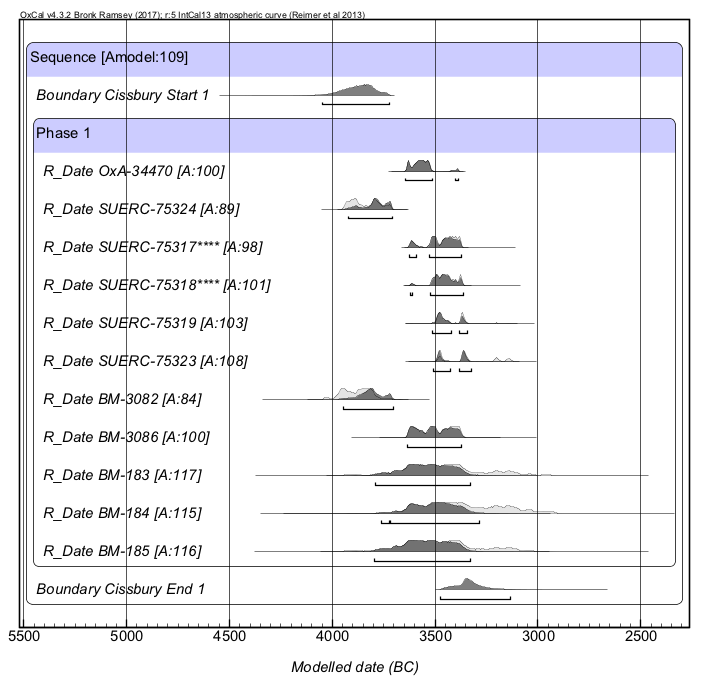 OxCal v4.3.2 Bronk Ramsey (2017); r:5 IntCal13 atmospheric curve (Reimer et al 2013)
Sequence [Amodel:109]
Boundary Cissbury Start 1
Phase 1
R_Date OxA-34470 [A:100]
R_Date SUERC-75324 [A:89]
R_Date SUERC-75317**** [A:98]
R_Date SUERC-75318**** [A:101]
R_Date SUERC-75319 [A:103]
R_Date SUERC-75323 [A:108]
R_Date BM-3082 [A:84]
R_Date BM-3086 [A:100]
R_Date BM-183 [A:117]
R_Date BM-184 [A:115]
R_Date BM-185 [A:116]
Boundary Cissbury End 1
5500 5000 4500 4000 3500 3000 2500
Modelled date (BC)